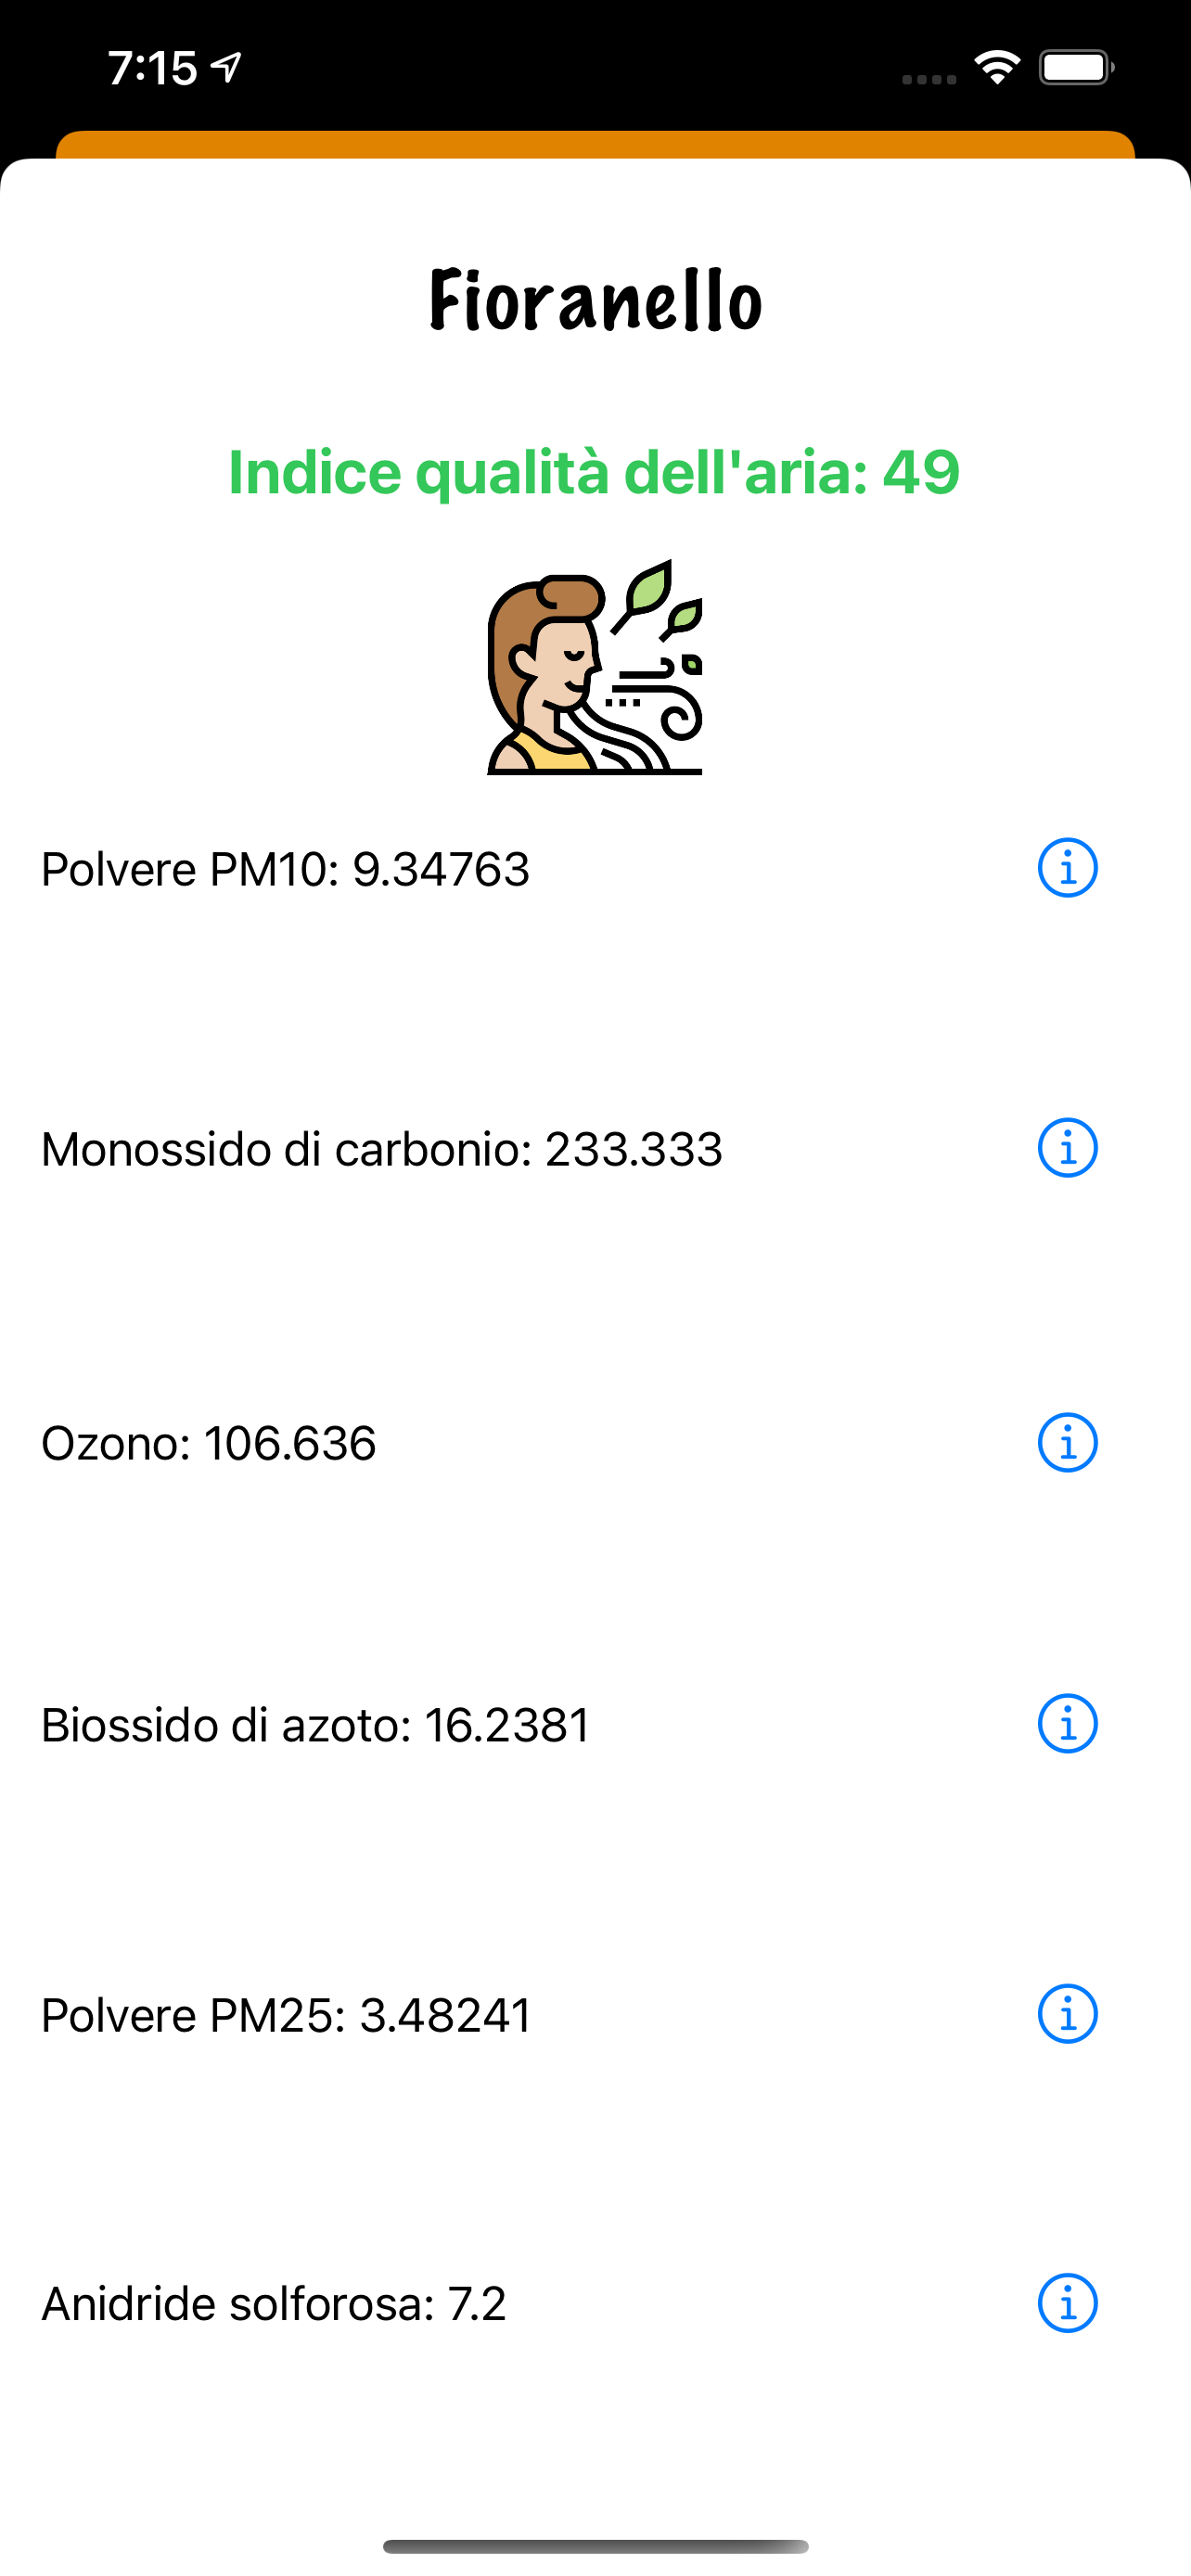 7:15
Fioranello
Indice qualità dell'aria: 49
Polvere PM10: 9.34763
Monossido di carbonio: 233.333
Ozono: 106.636
Biossido di azoto: 16.2381
Polvere PM25: 3.48241
Anidride solforosa: 7.2